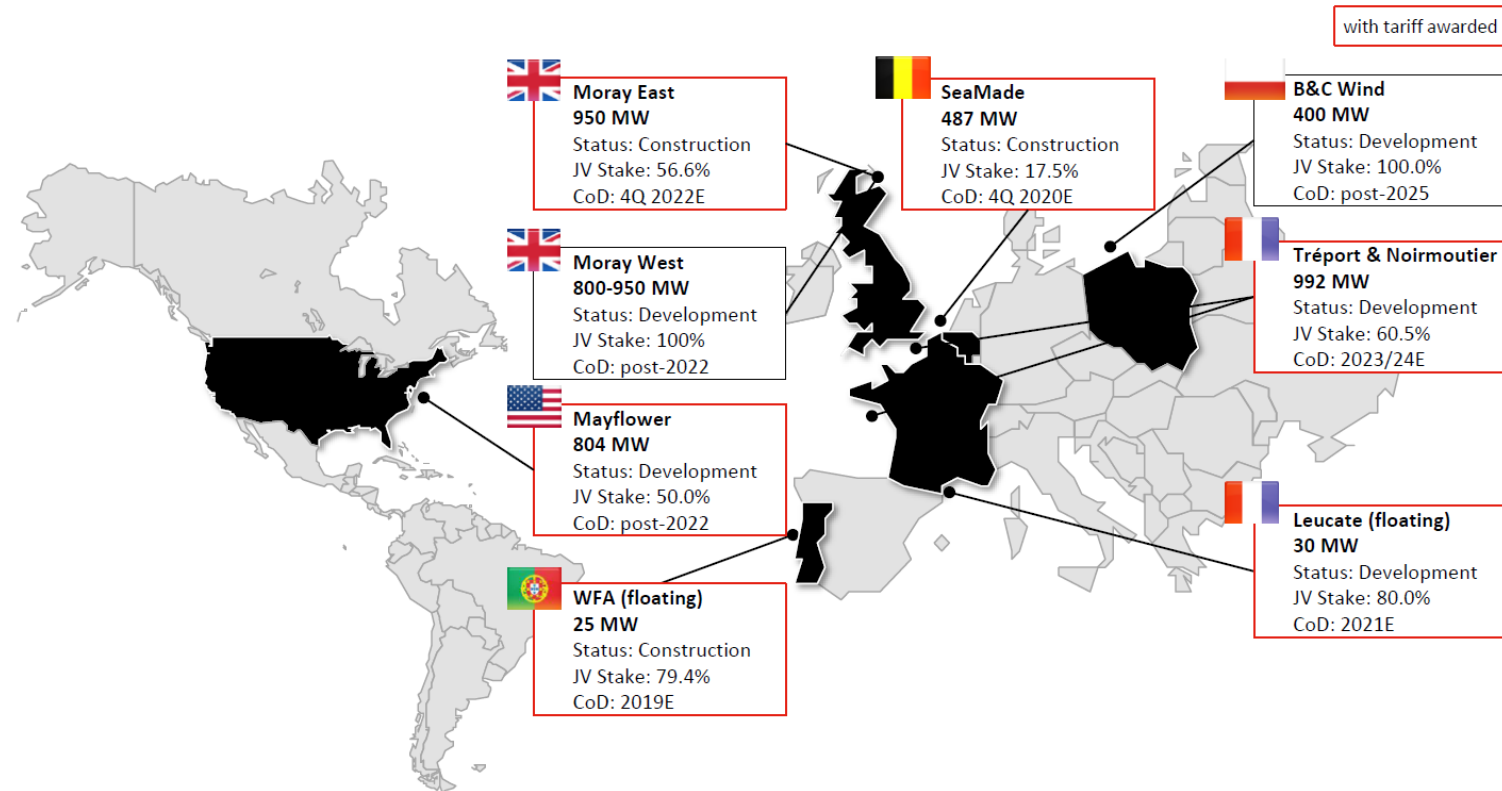 with tariff awarded
Moray East
950 MW
Status: Construction
JV Stake: 56.6%
CoD: 4Q 2022E
SeaMade
487 MW
Status: Construction
JV Stake: 17.5%
CoD: 4Q 2020E
B&C Wind
400 MW
Status: Development
JV Stake: 100.0%
CoD: post-2025
Moray West
800-950 MW
Status: Development
JV Stake: 100%
CoD: post-2022
Tréport & Noirmoutier
992 MW
Status: Development
JV Stake: 60.5%
CoD: 2023/24E
Mayflower
804 MW
Status: Development
JV Stake: 50.0%
CoD: post-2022
Leucate (floating)
30 MW
Status: Development
JV Stake: 80.0%
CoD: 2021E
WFA (floating)
25 MW
Status: Construction
JV Stake: 79.4%
CoD: 2019E